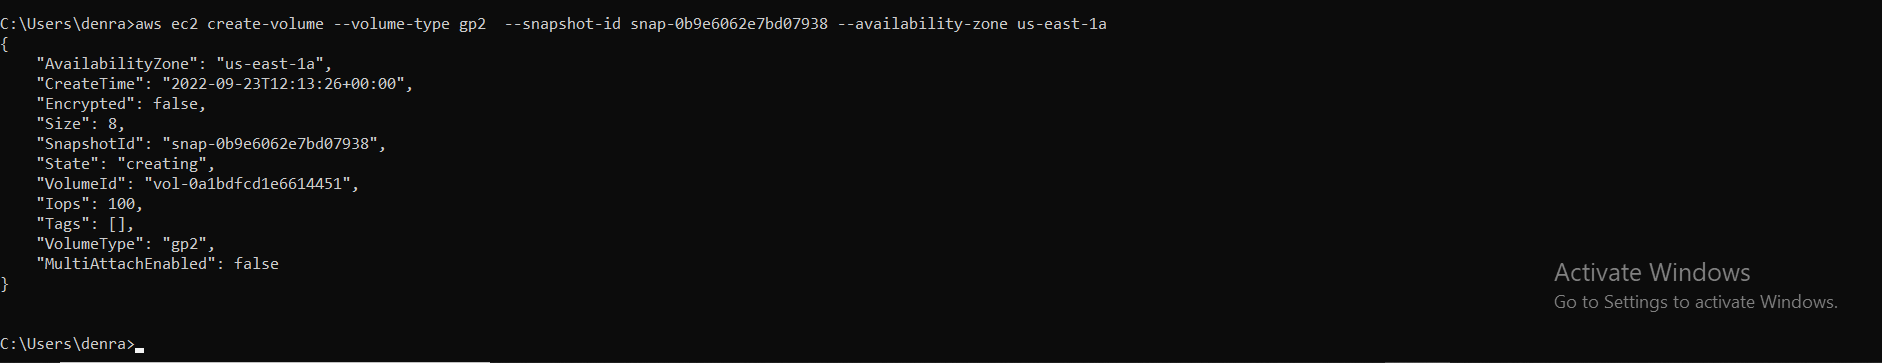 C:\Users\denra>aws ec2 create-volume --volume-type gp2  --snapshot-id snap-0b9e6062e7bd07938 --availability-zone us-east-1a
{
    "AvailabilityZone": "us-east-1a",
    "CreateTime": "2022-09-23T12:13:26+00:00",
    "Encrypted": false,
    "Size": 8,
    "SnapshotId": "snap-0b9e6062e7bd07938",
    "State": "creating",
    "VolumeId": "vol-0a1bdfcd1e6614451",
    "Iops": 100,
    "Tags": [],
    "VolumeType": "gp2",
    "MultiAttachEnabled": false
}
Activate Windows
Go to Settings to activate Windows.
C:\Users\denra>